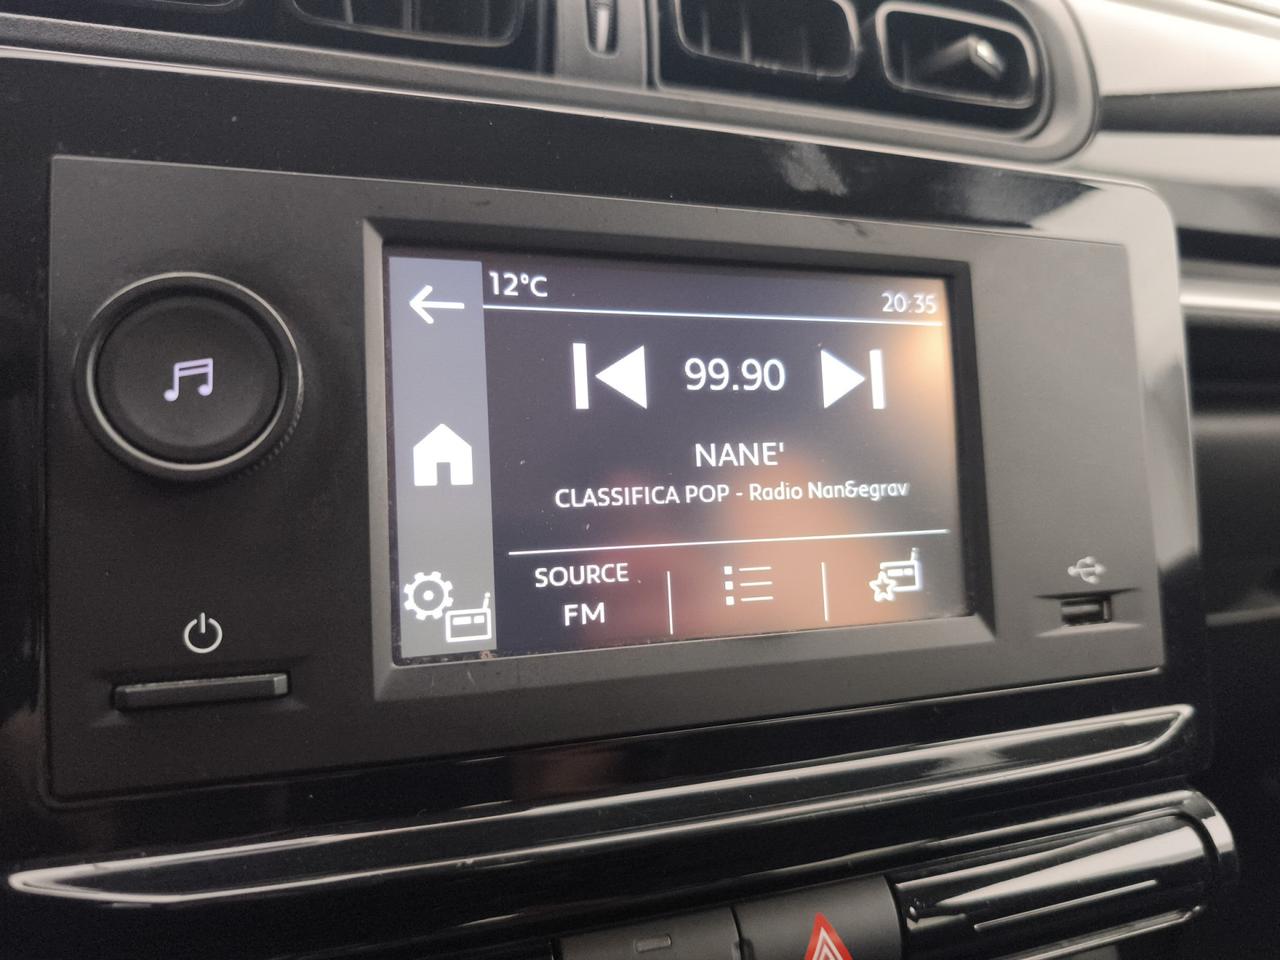 12°C
20:35
99.90
NANE'
CLASSIFICA POP - Radio Nan&egrav
SOURCE
FM